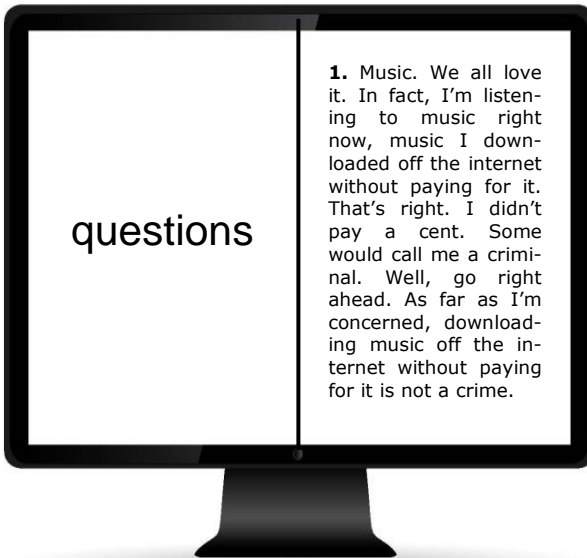 questions
1. Music. We all love
it. In fact, I’m listen-
ing to music right
now, music I down-
loaded off the internet
without paying for it.
That’s right. I didn’t
pay a cent. Some
would call me a crimi-
nal. Well, go right
ahead. As far as I’m
concerned, download-
ing music off the in-
ternet without paying
for it is not a crime.